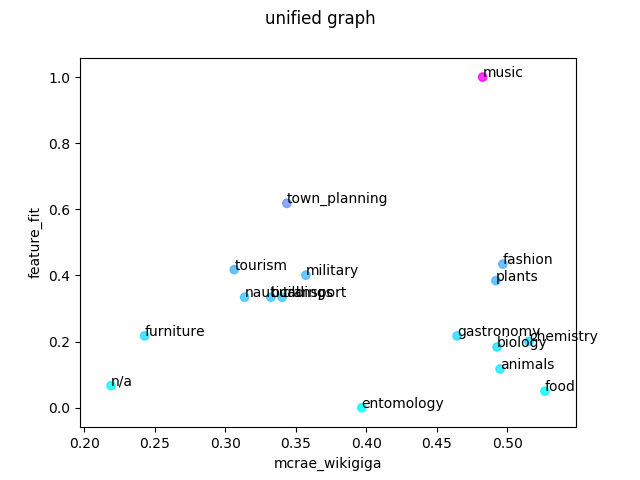 unified graph
feature_fit
1.0
0.8
0.6
0.4
0.2
0.0
music
town_planning
fashion
tourism
military
plants
nautical
buildings
transport
furniture
gastronomy
chemistry
biology
animals
n/a
food
entomology
0.20
0.25
0.30
0.35
0.40
0.45
0.50
mcrae_wikigiga